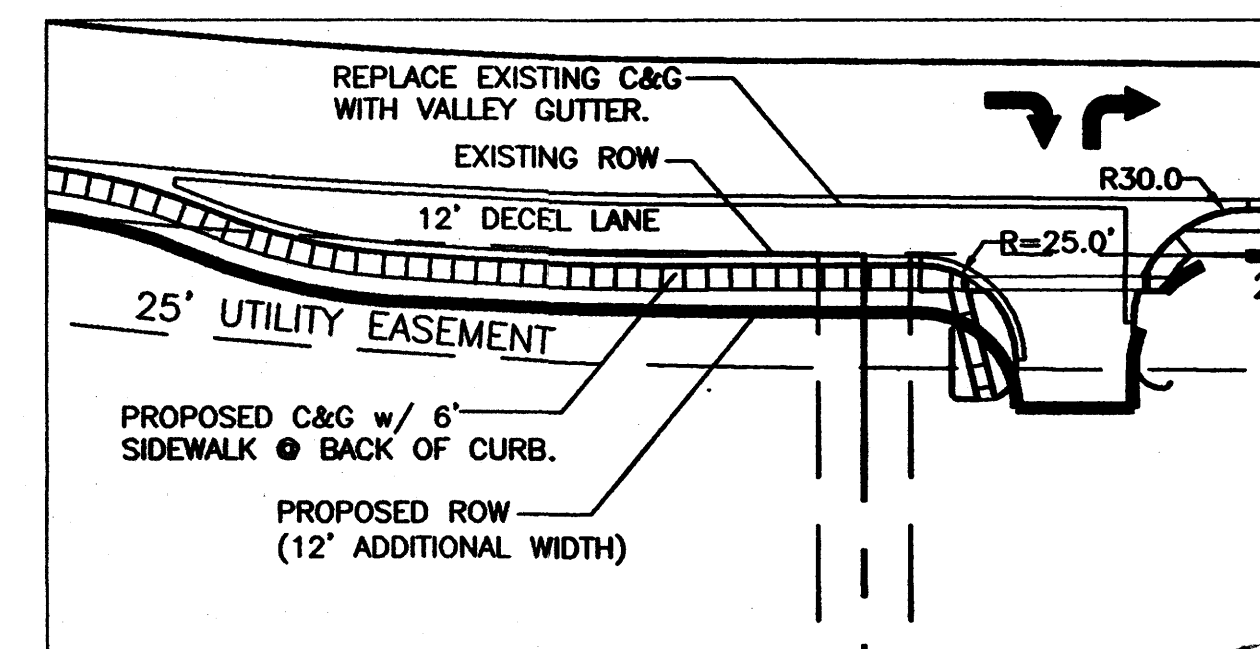 REPLACE EXISTING C&G
WITH VALLEY GUTTER.
EXISTING ROW
R30.0
12' DECEL LANE
R=25.0'
25' UTILITY EASEMENT
PROPOSED C&G w/ 6'
SIDEWALK @ BACK OF CURB.
PROPOSED ROW
(12' ADDITIONAL WIDTH)